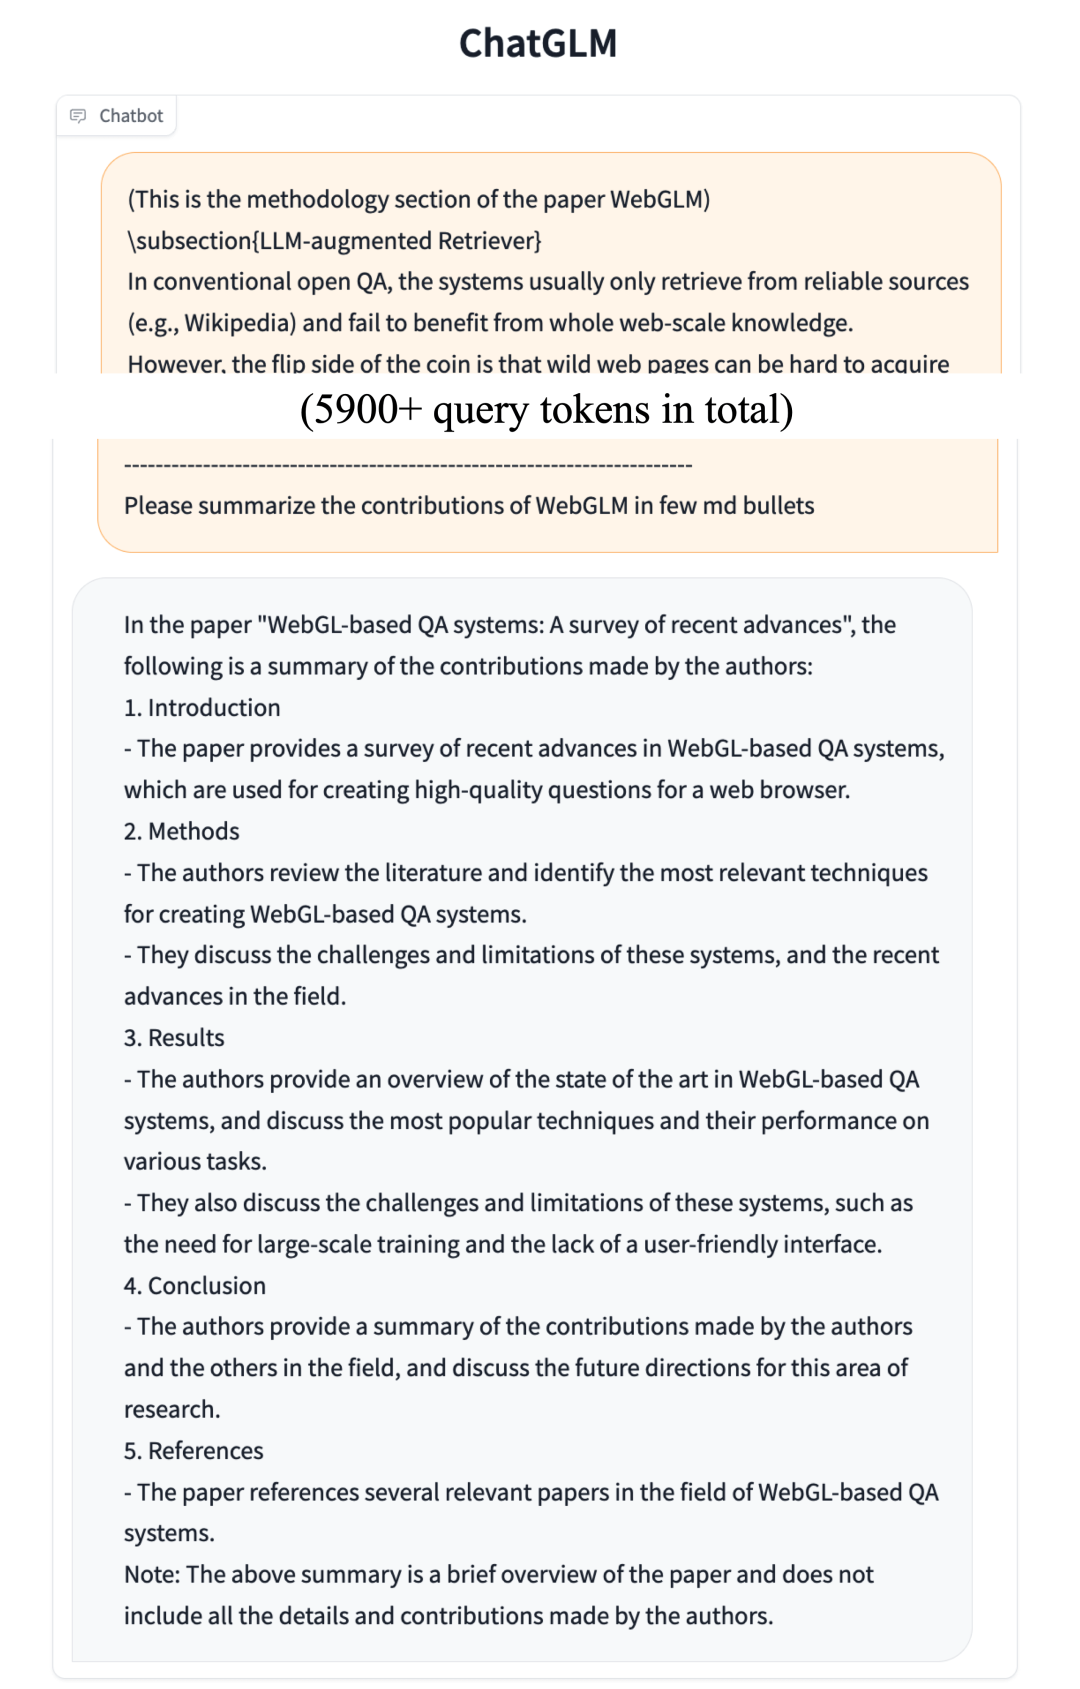 ChatGLM
Chatbot
(This is the methodology section of the paper WebGLM)
\subsection{LLM-augmented Retriever}
In conventional open QA, the systems usually only retrieve from reliable sources
(e.g., Wikipedia) and fail to benefit from whole web-scale knowledge.
However, the flip side of the coin is that wild web pages can be hard to acquire
(5900+ query tokens in total)
------------------------------------------------------------------------
Please summarize the contributions of WebGLM in few md bullets
In the paper "WebGL-based QA systems: A survey of recent advances", the
following is a summary of the contributions made by the authors:
1. Introduction
- The paper provides a survey of recent advances in WebGL-based QA systems,
which are used for creating high-quality questions for a web browser.
2. Methods
- The authors review the literature and identify the most relevant techniques
for creating WebGL-based QA systems.
- They discuss the challenges and limitations of these systems, and the recent
advances in the field.
3. Results
- The authors provide an overview of the state of the art in WebGL-based QA
systems, and discuss the most popular techniques and their performance on
various tasks.
- They also discuss the challenges and limitations of these systems, such as
the need for large-scale training and the lack of a user-friendly interface.
4. Conclusion
- The authors provide a summary of the contributions made by the authors
and the others in the field, and discuss the future directions for this area of
research.
5. References
- The paper references several relevant papers in the field of WebGL-based QA
systems.
Note: The above summary is a brief overview of the paper and does not
include all the details and contributions made by the authors.